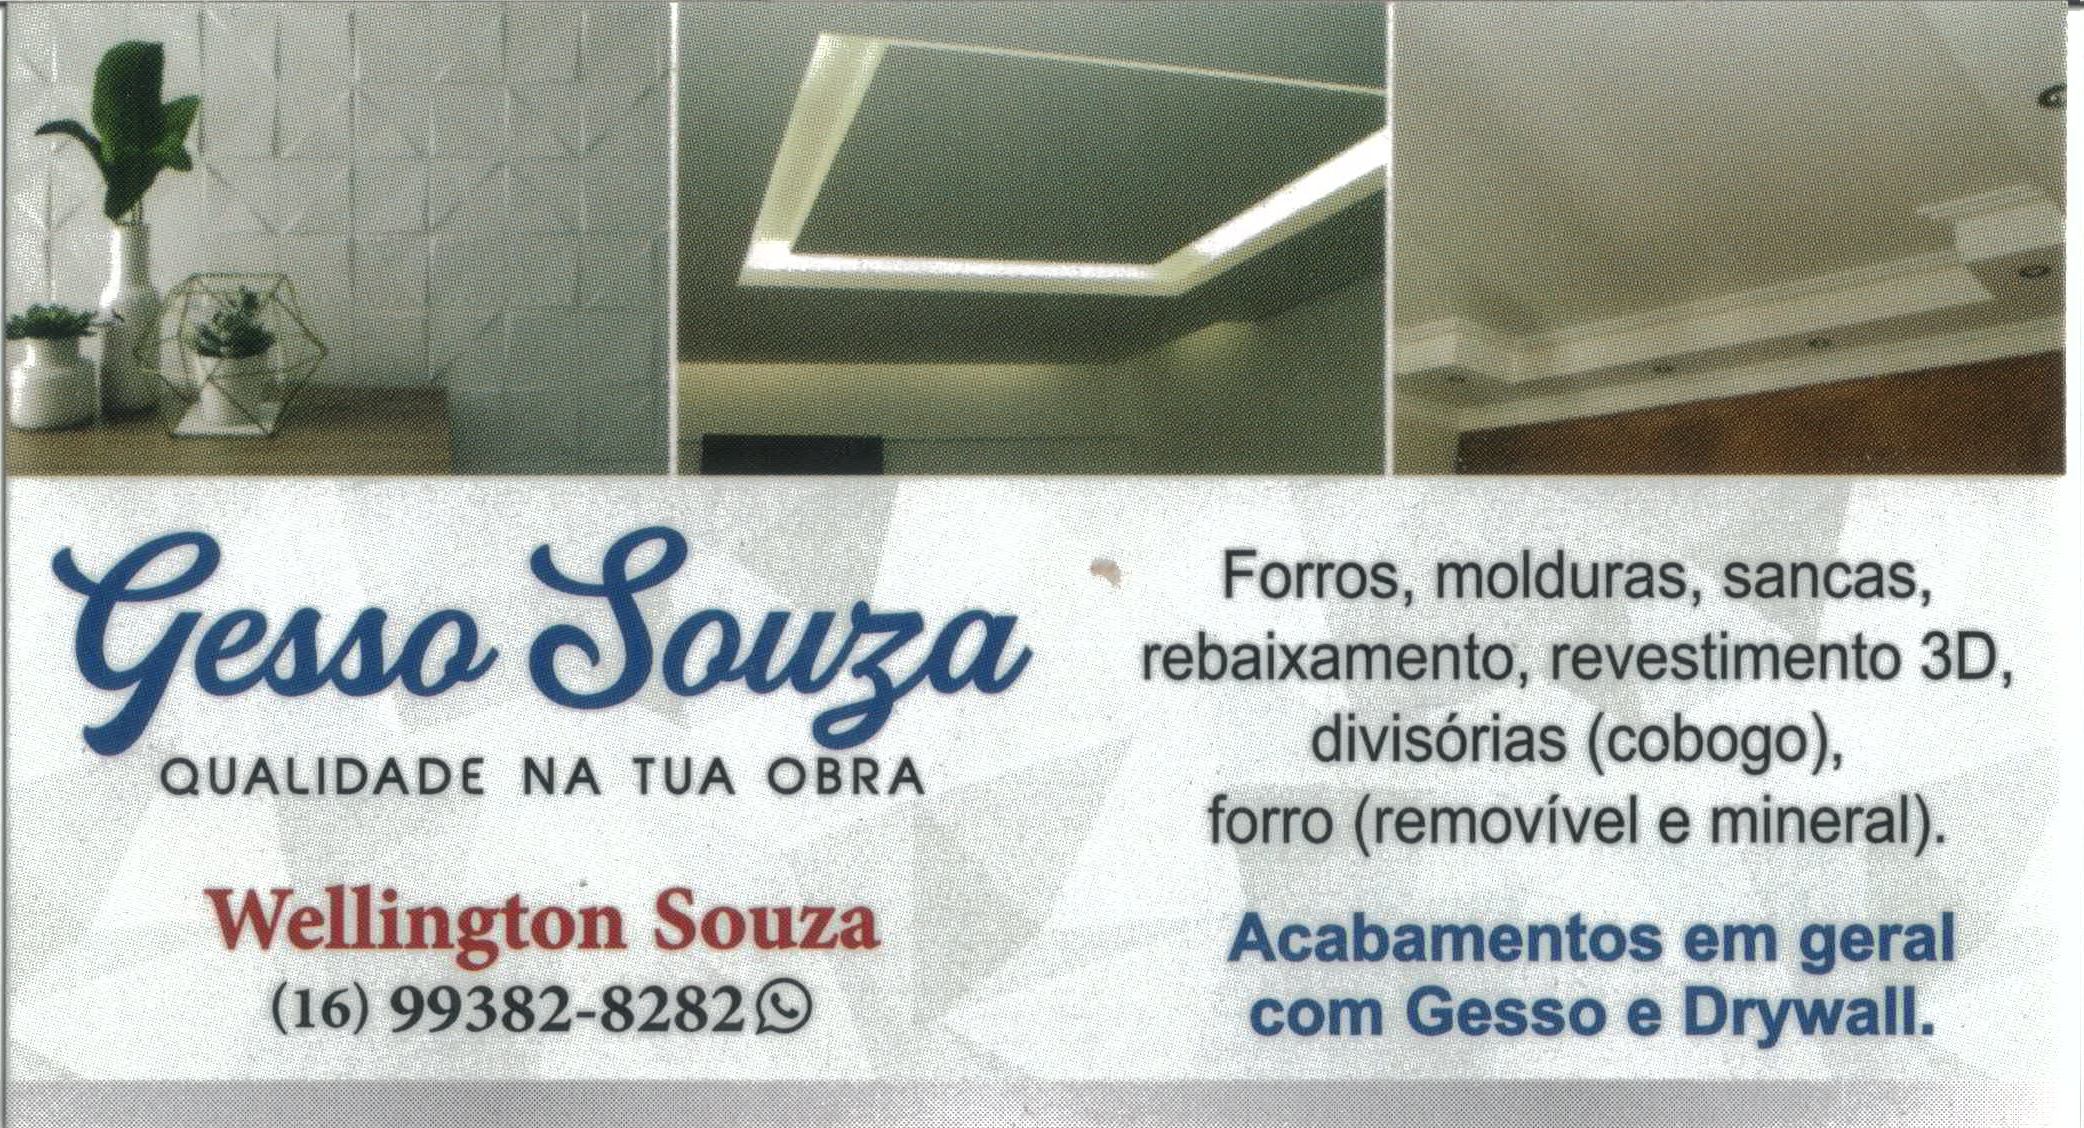 Gesso Souza
QUALIDADE NA TUA OBRA
Wellington Souza
(16) 99382-8282
Forros, molduras, sancas,
rebaixamento, revestimento 3D,
divisórias (cobogo),
forro (removível e mineral).
Acabamentos em geral
com Gesso e Drywall.